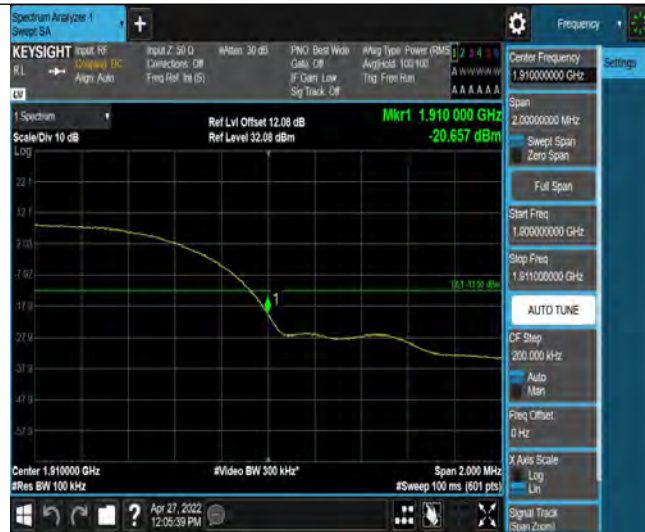 Spectrum Analyzer 1
Swept SA
+
Frequency
KEYSIGHT
RL
Input: RF
Coupling: DC
Align: Auto
Input Z: 50 Ω
Corrections: Off
Freq Ref: Int (S)
#Atten: 30 dB
PNO: Best Wide
Gate: Off
IF Gain: Low
Sig Track: Off
#Avg Type: Power (RMS
Avg|Hold: 100/100
Trig: Free Run
1 2 3 4 5 6
A W W W W W
A A A A A A
LW
1 Spectrum
Scale/Div 10 dB
Log
Ref Lvl Offset 12.08 dB
Ref Level 32.08 dBm
Mkr1 1.910 000 GHz
-20.657 dBm
22.1
12.1
2.08
-7.92
-17.9
-27.9
-37.9
-47.9
-57.9
1
Center 1.910000 GHz
#Res BW 100 kHz
#Video BW 300 kHz*
Span 2.000 MHz
#Sweep 100 ms (601 pts)
?
Apr 27, 2022
12:05:39 PM
Center Frequency
1.910000000 GHz
Span
2.00000000 MHz
Swept Span
Zero Span
Full Span
Start Freq
1.909000000 GHz
Stop Freq
1.911000000 GHz
AUTO TUNE
CF Step
200.000 kHz
Auto
Man
Freq Offset
0 Hz
X Axis Scale
Log
Lin
Signal Track
(Span Zoom)
Settings